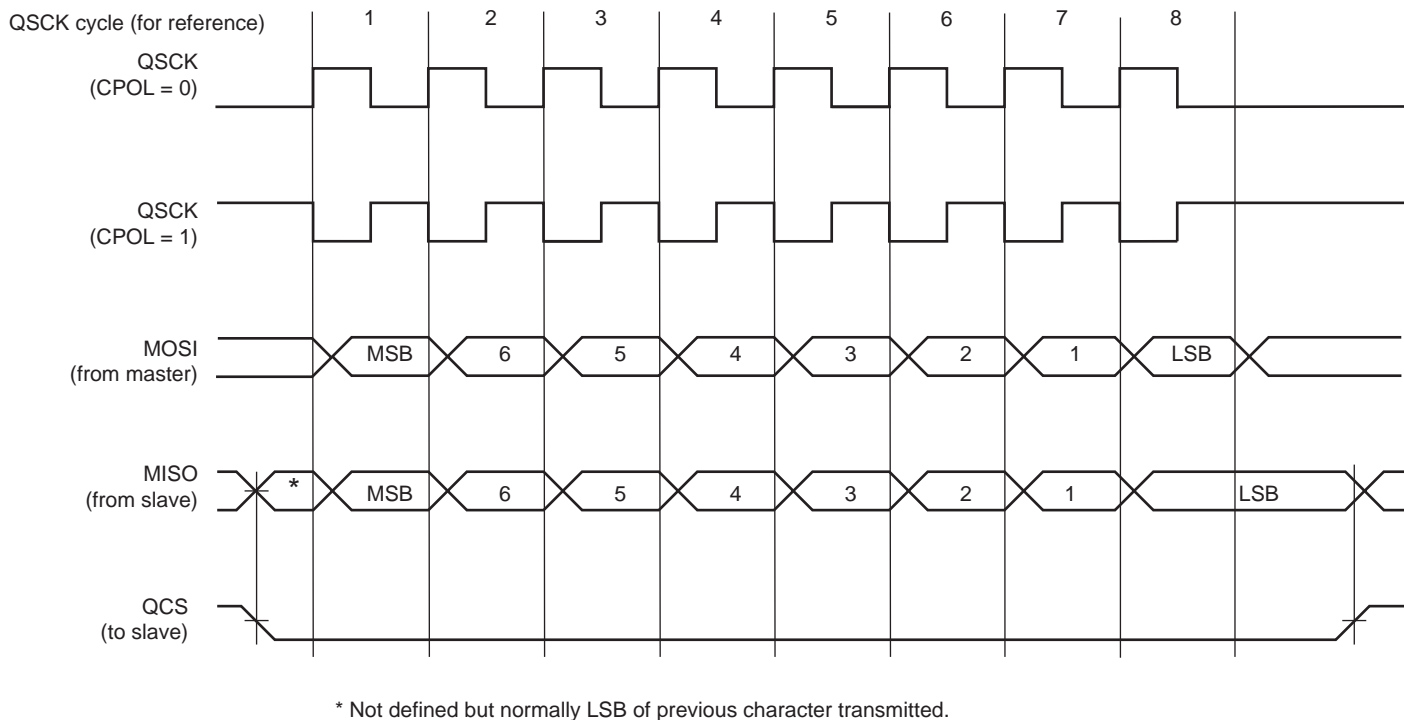 QSCK cycle (for reference)
1 2 3 4 5 6 7 8
QSCK
(CPOL = 0)
QSCK
(CPOL = 1)
MOSI
(from master)
MSB 6 5 4 3 2 1 LSB
MISO
(from slave)
* MSB 6 5 4 3 2 1 LSB
QCS
(to slave)
* Not defined but normally LSB of previous character transmitted.